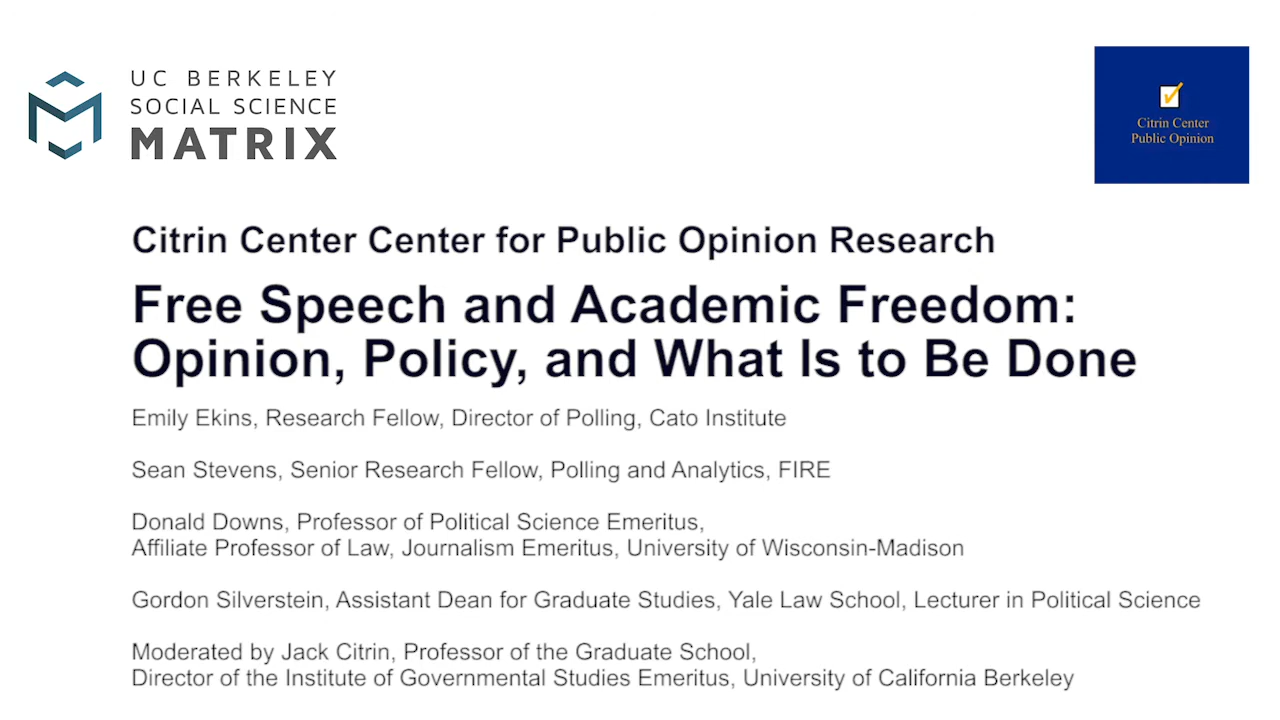 UC BERKELEY
SOCIAL SCIENCE
MATRIX
Citrin Center
Public Opinion
Citrin Center Center for Public Opinion Research
Free Speech and Academic Freedom:
Opinion, Policy, and What Is to Be Done
Emily Ekins, Research Fellow, Director of Polling, Cato Institute
Sean Stevens, Senior Research Fellow, Polling and Analytics, FIRE
Donald Downs, Professor of Political Science Emeritus,
Affiliate Professor of Law, Journalism Emeritus, University of Wisconsin-Madison
Gordon Silverstein, Assistant Dean for Graduate Studies, Yale Law School, Lecturer in Political Science
Moderated by Jack Citrin, Professor of the Graduate School,
Director of the Institute of Governmental Studies Emeritus, University of California Berkeley